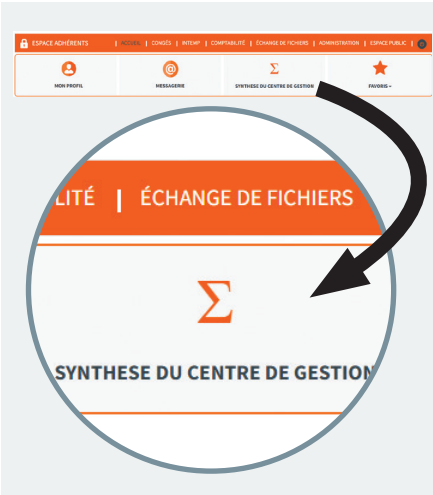 ESPACE ADHÉRENTS | ACCUEIL | CONGÉS | INTEMP | COMPTABILITÉ | ÉCHANGE DE FICHIERS | ADMINISTRATION | ESPACE PUBLIC |
MON PROFIL @ MESSAGERIE Σ SYNTHESE DU CENTRE DE GESTION FAVORIS
LITÉ | ÉCHANGE DE FICHIERS
Σ
SYNTHESE DU CENTRE DE GESTION